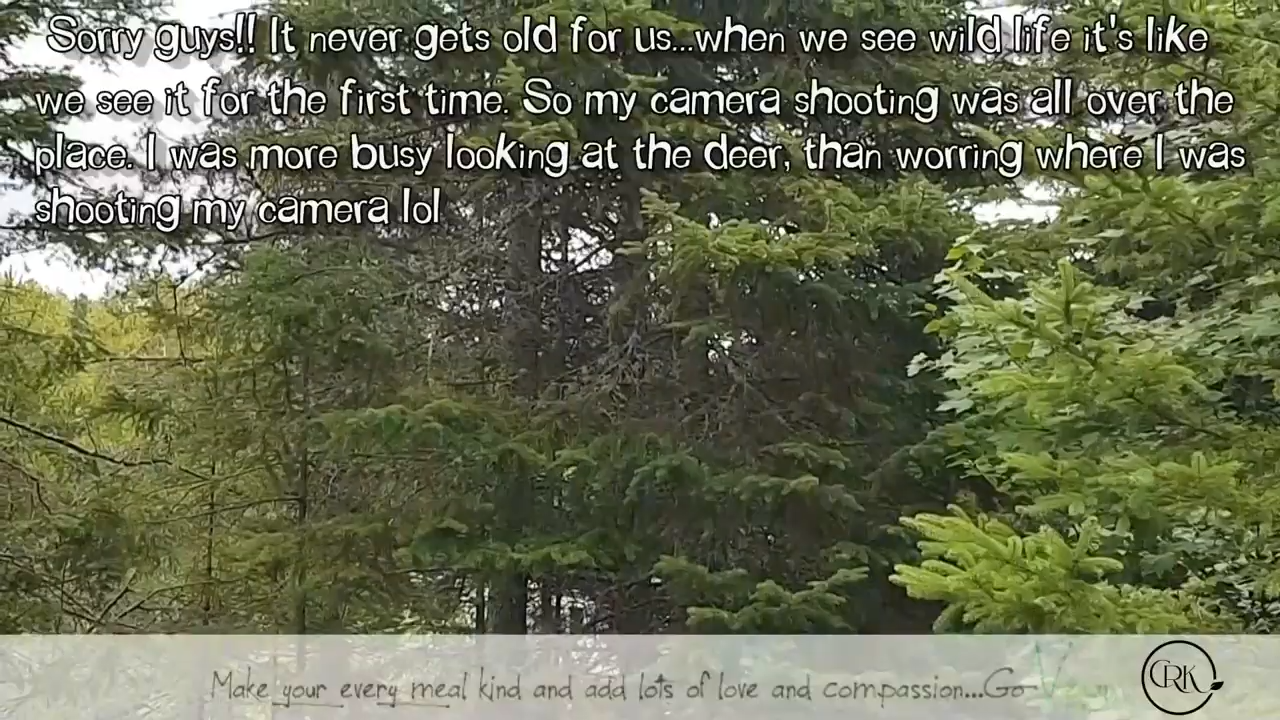 Sorry guys!! It never gets old for us...when we see wild life it's like
we see it for the first time. So my camera shooting was all over the
place. I was more busy looking at the deer, than worring where I was
shooting my camera lol
Make your every meal kind and add lots of love and compassion...Go
CRK